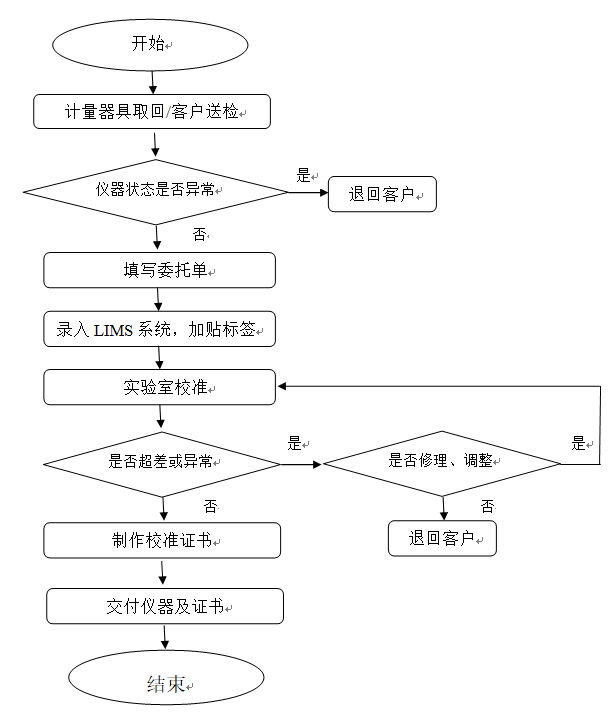 开始
计量器具取回/客户送检
仪器状态是否异常
是
退回客户
否
填写委托单
录入 LIMS 系统，加贴标签
实验室校准
是否超差或异常
是
是否修理、调整
是
否
否
制作校准证书
退回客户
交付仪器及证书
结束